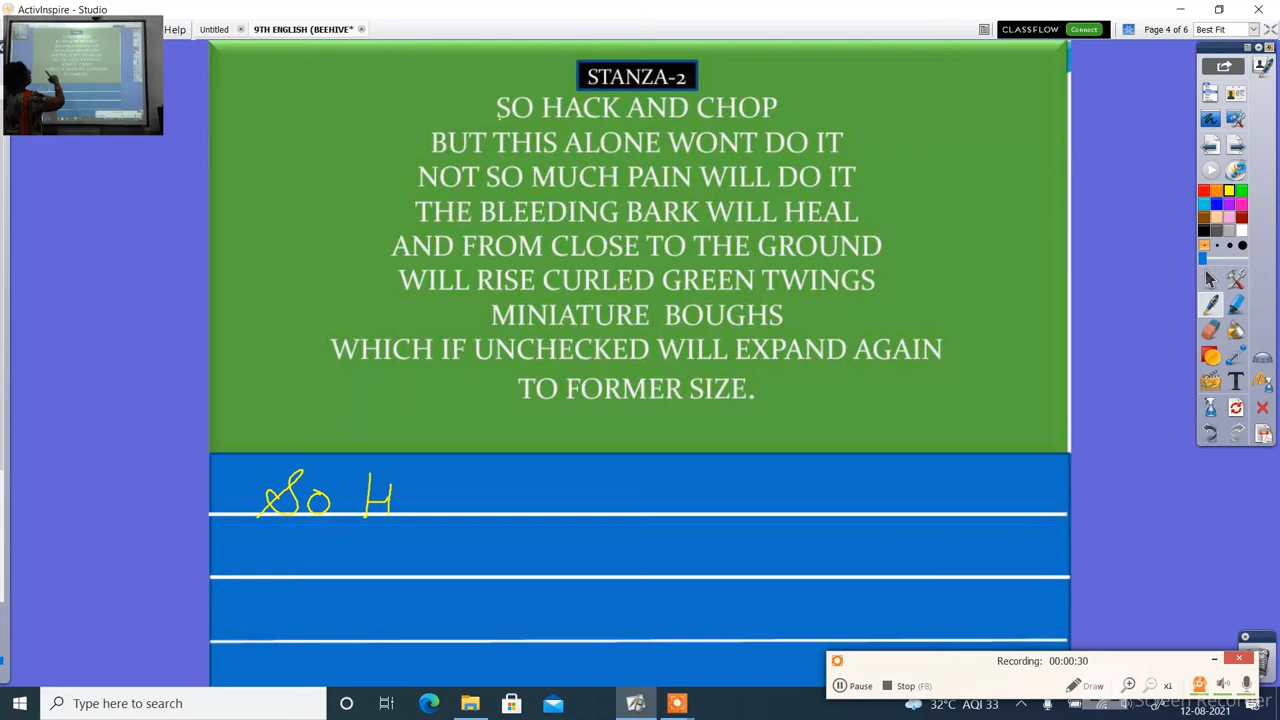 ActivInspire - Studio
Help
Untitled
9TH ENGLISH (BEEHIVE*
CLASSFLOW
Connect
Page 4 of 6
Best Fit
STANZA-2
SO HACK AND CHOP
BUT THIS ALONE WONT DO IT
NOT SO MUCH PAIN WILL DO IT
THE BLEEDING BARK WILL HEAL
AND FROM CLOSE TO THE GROUND
WILL RISE CURLED GREEN TWINGS
MINIATURE BOUGHS
WHICH IF UNCHECKED WILL EXPAND AGAIN
TO FORMER SIZE.
So H
Recording: 00:00:30
Pause
Stop (F8)
Draw
x1
Type here to search
32°C AQI 33
12-08-2021
Screen Recorder